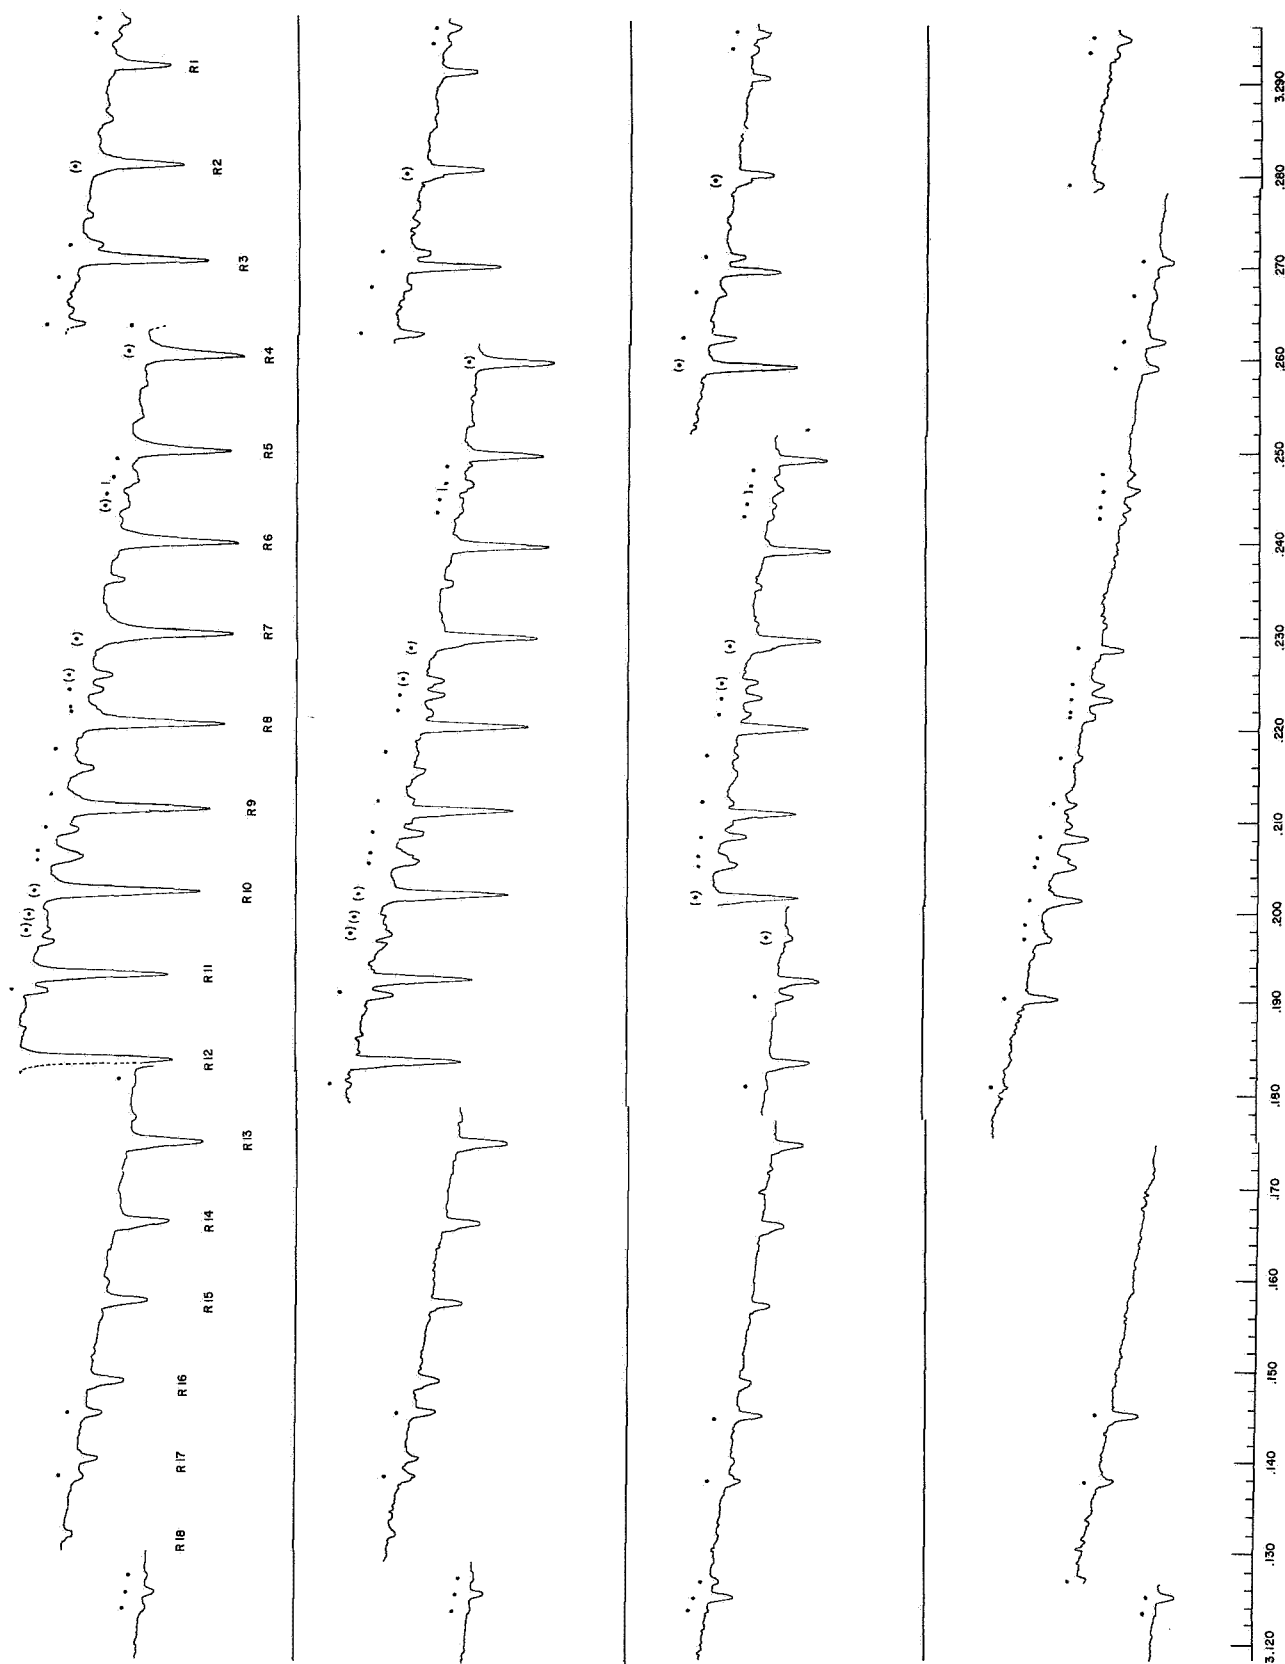 R1
R2
R3
R4
R5
R6
R7
R8
R9
R10
R11
R12
R13
R14
R15
R16
R17
R18
3.290
.280
.270
.260
.250
.240
.230
.220
.210
.200
.190
.180
.170
.160
.150
.140
.130
3.120